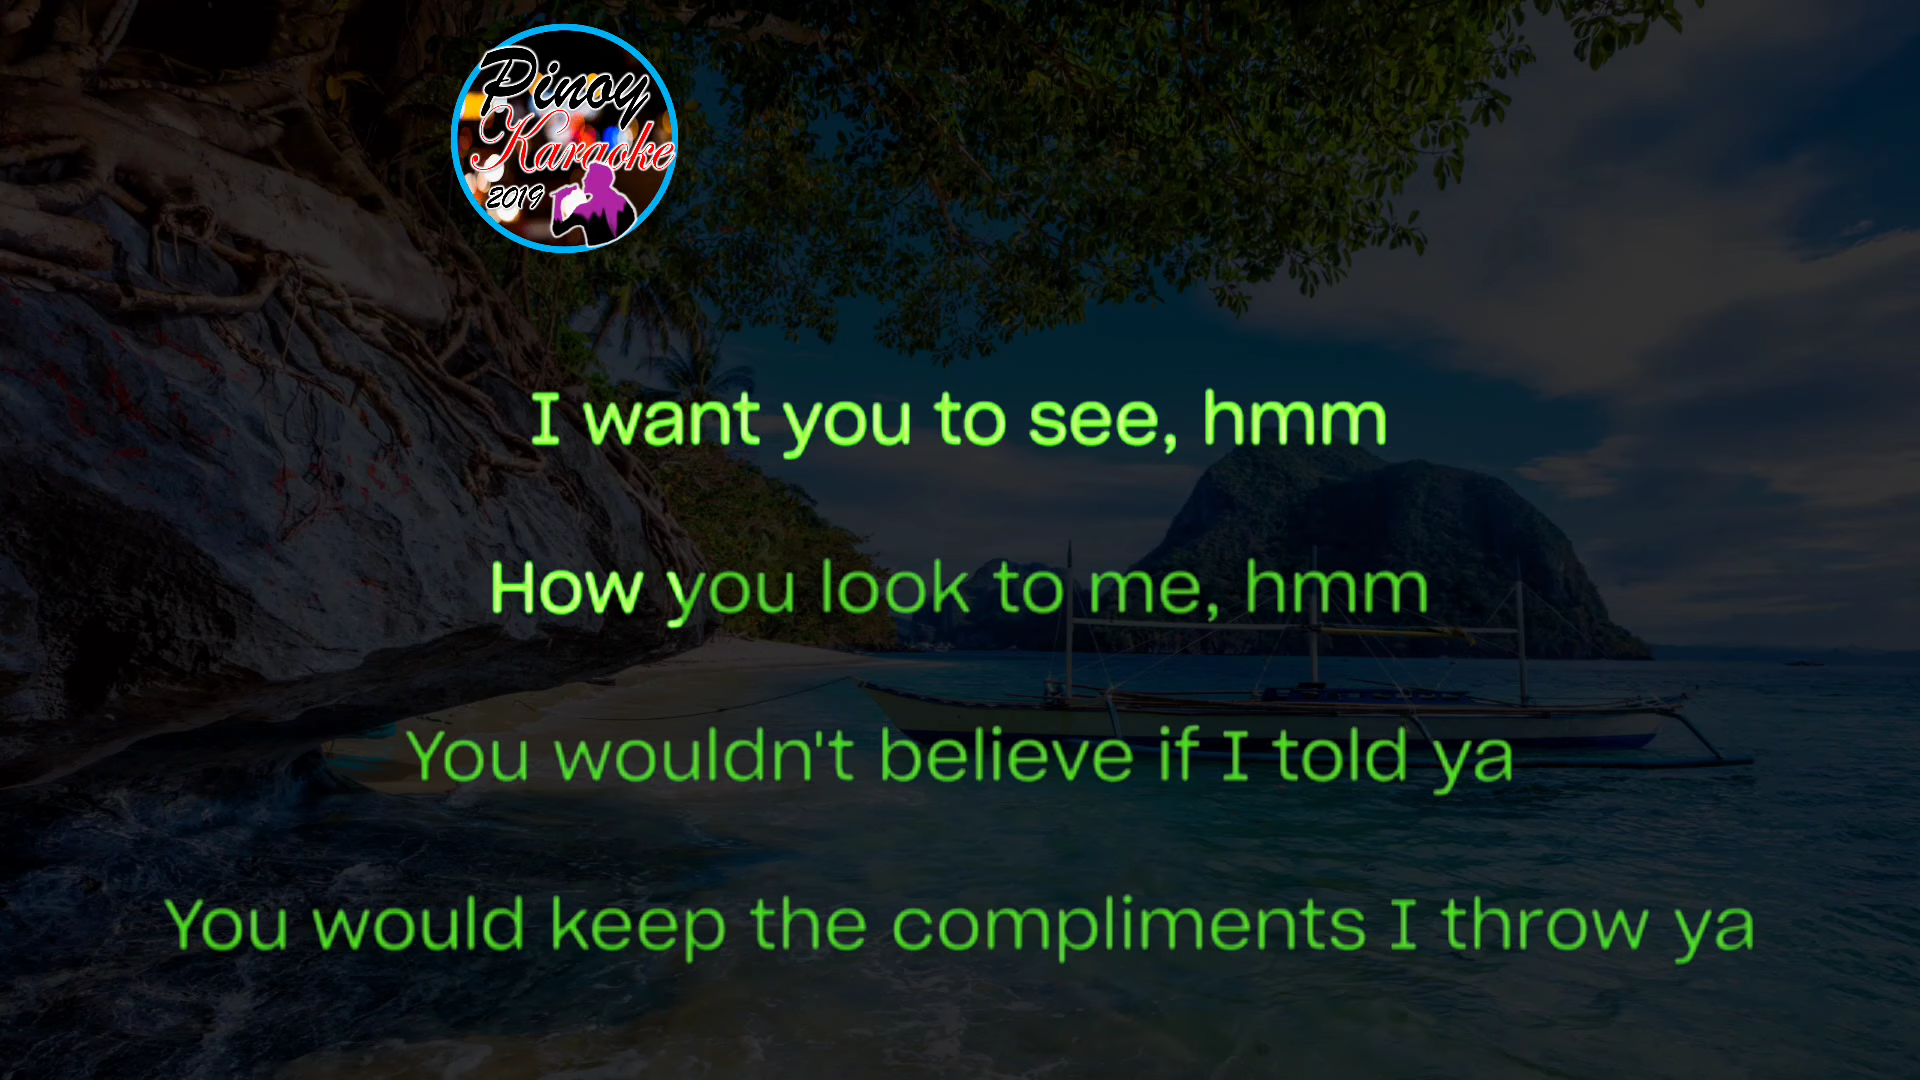 Pinoy
Karaoke
2019
I want you to see, hmm
How you look to me, hmm
You wouldn't believe if I told ya
You would keep the compliments I throw ya